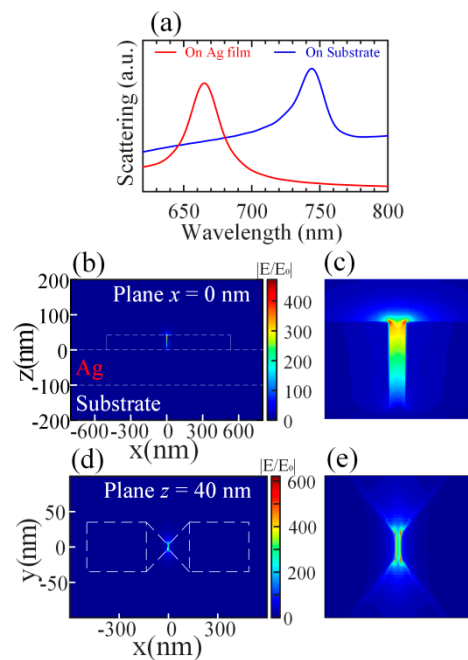 (a)
On Ag film
On Substrate
Scattering (a.u.)
650
700
750
800
Wavelength (nm)
(b)
|E/E₀|
(c)
200
100
0
-100
-200
z(nm)
Plane x = 0 nm
Ag
Substrate
-600
-300
0
300
600
x(nm)
400
300
200
100
0
(d)
|E/E₀|
(e)
50
0
-50
y(nm)
Plane z = 40 nm
-300
0
300
x(nm)
600
400
200
0